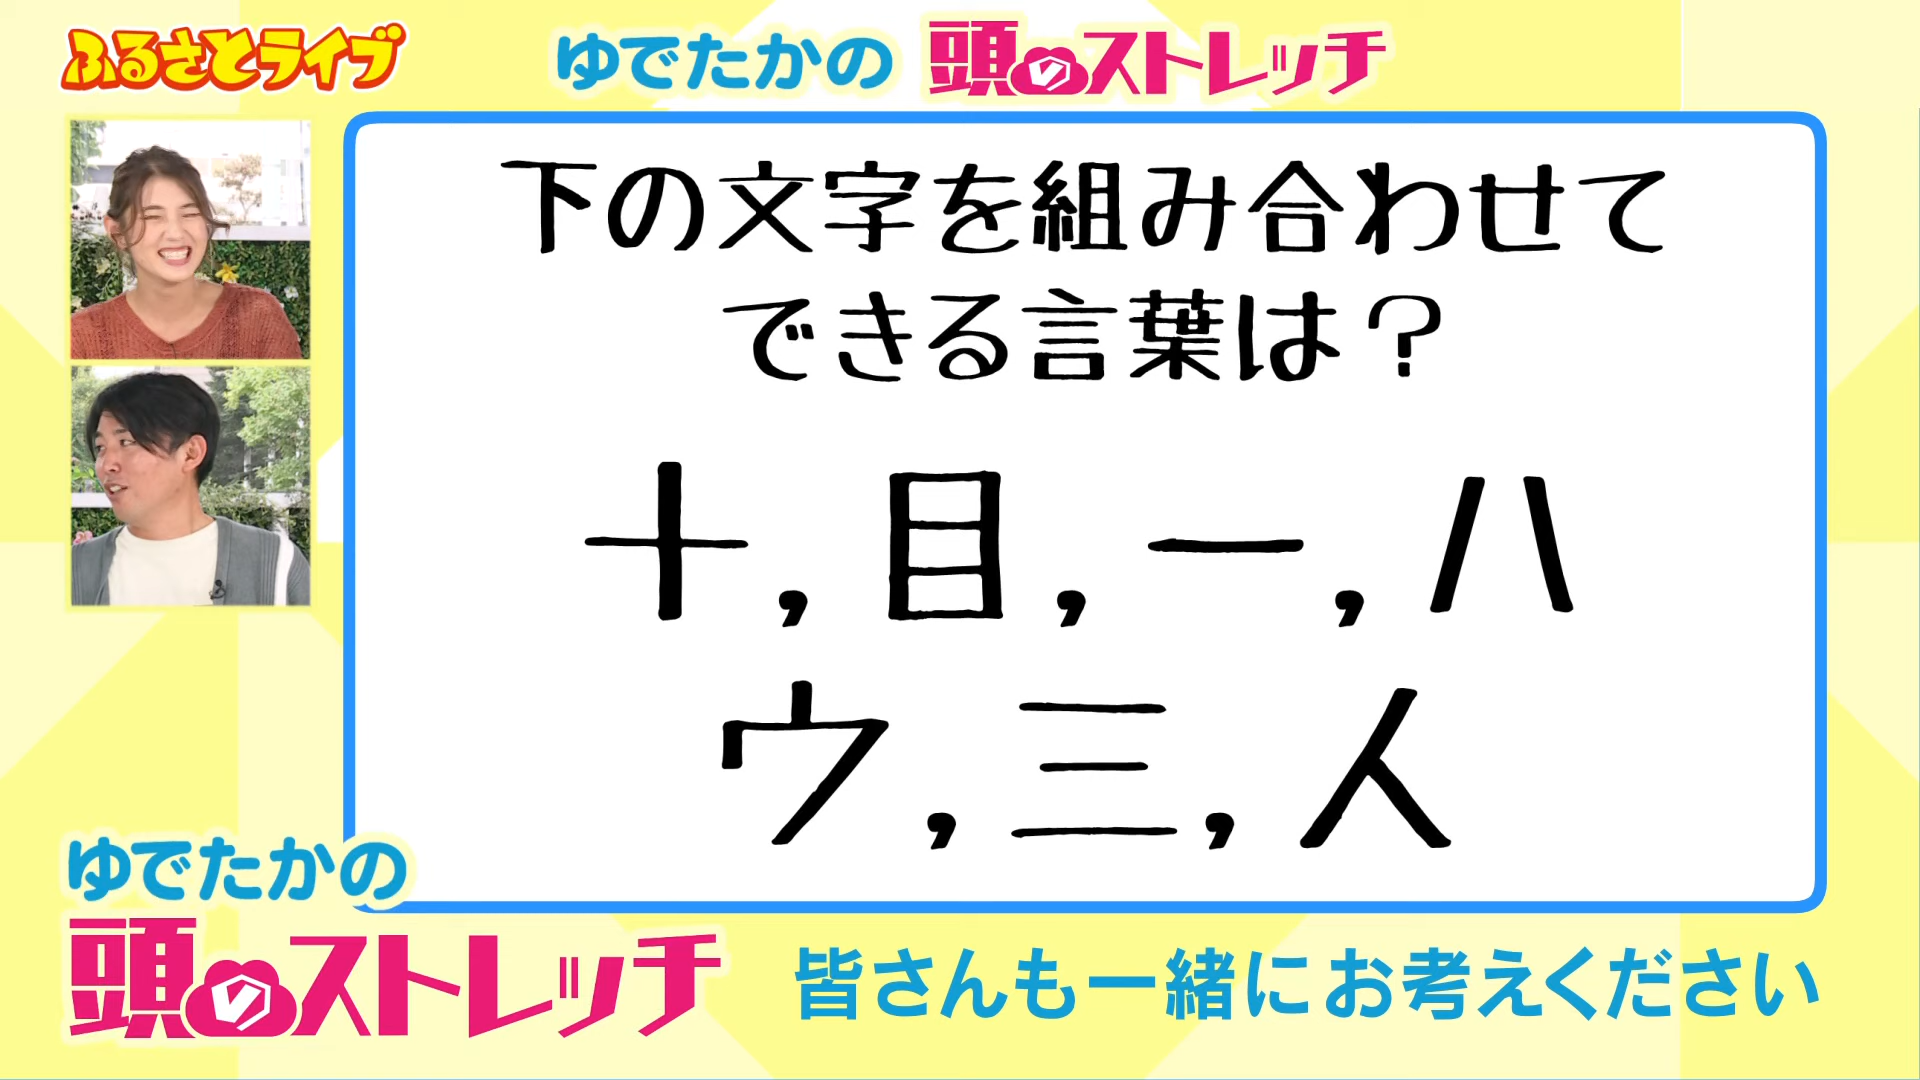 ふるさとライブ
ゆでたかの 頭のストレッチ
下の文字を組み合わせて
できる言葉は？
十,目,一,ハ
ウ,三,人
ゆでたかの
頭のストレッチ
皆さんも一緒にお考えください